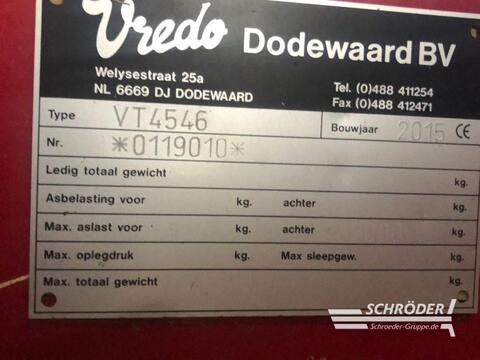 Vredo Dodewaard BV
Welysestraat 25a
NL 6669 DJ DODEWAARD
Tel. (0)488 411254
Fax (0)488 412471
Type VT4546 Bouwjaar 2015 CE
Nr. *0119010*
Ledig totaal gewicht kg.
Asbelasting voor kg. achter kg.
Max. aslast voor kg. achter kg.
Max. oplegdruk kg. Max sleepgew. kg.
Max. totaal gewicht kg.
SCHRÖDER
Schroeder-Gruppe.de